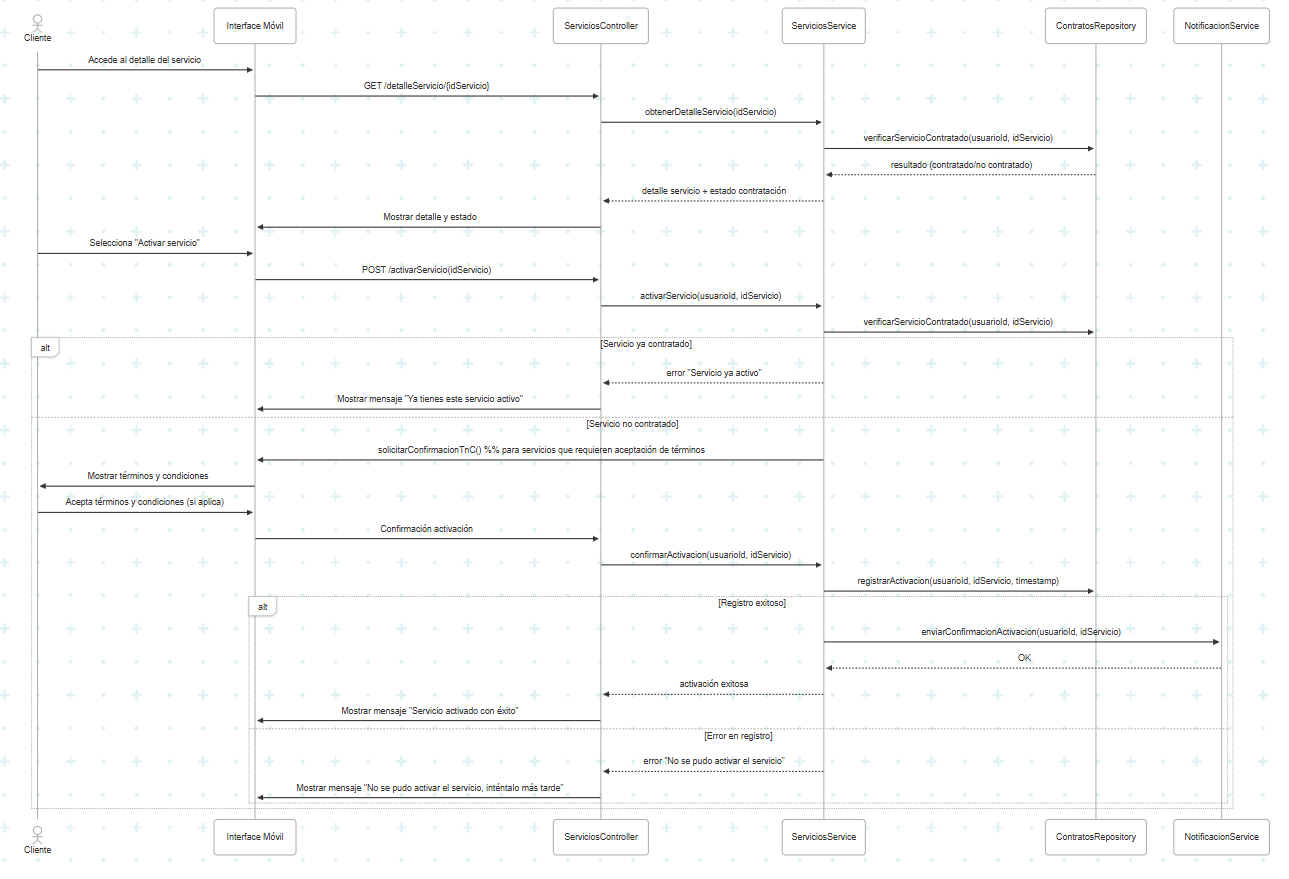 Cliente
Interface Móvil
ServiciosController
ServiciosService
ContratosRepository
NotificacionService
Accede al detalle del servicio
GET /detalleServicio/{idServicio}
obtenerDetalleServicio(idServicio)
verificarServicioContratado(usuarioId, idServicio)
resultado (contratado/no contratado)
detalle servicio + estado contratación
Mostrar detalle y estado
Selecciona "Activar servicio"
POST /activarServicio(idServicio)
activarServicio(usuarioId, idServicio)
verificarServicioContratado(usuarioId, idServicio)
alt
[Servicio ya contratado]
error "Servicio ya activo"
Mostrar mensaje "Ya tienes este servicio activo"
[Servicio no contratado]
solicitarConfirmacionTnC() %% para servicios que requieren aceptación de términos
Mostrar términos y condiciones
Acepta términos y condiciones (si aplica)
Confirmación activación
confirmarActivacion(usuarioId, idServicio)
registrarActivacion(usuarioId, idServicio, timestamp)
alt
[Registro exitoso]
enviarConfirmacionActivacion(usuarioId, idServicio)
OK
activación exitosa
Mostrar mensaje "Servicio activado con éxito"
[Error en registro]
error "No se pudo activar el servicio"
Mostrar mensaje "No se pudo activar el servicio, inténtalo más tarde"
Cliente
Interface Móvil
ServiciosController
ServiciosService
ContratosRepository
NotificacionService